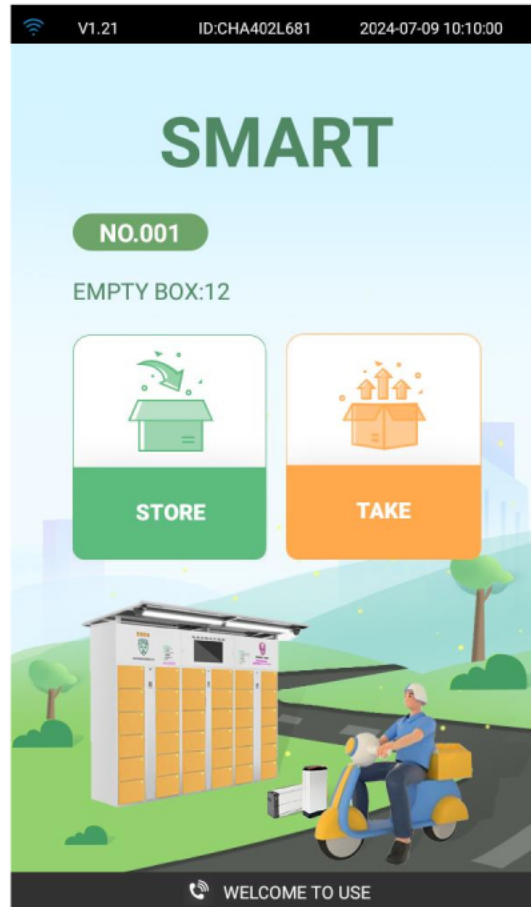 V1.21 ID:CHA402L681 2024-07-09 10:10:00
SMART
NO.001
EMPTY BOX:12
STORE TAKE
WELCOME TO USE